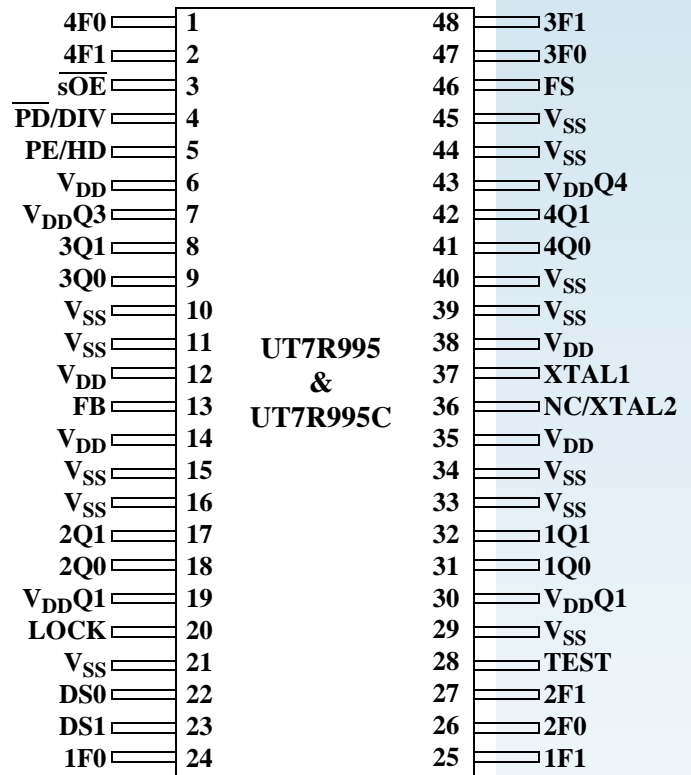 4F0 1 48 3F1
4F1 2 47 3F0
s̅O̅E̅ 3 46 FS
P̅D̅/DIV 4 45 VSS
PE/HD 5 44 VSS
VDD 6 43 VDDQ4
VDDQ3 7 42 4Q1
3Q1 8 41 4Q0
3Q0 9 40 VSS
VSS 10 39 VSS
VSS 11 38 VDD
UT7R995
VDD 12 37 XTAL1
&
FB 13 36 NC/XTAL2
UT7R995C
VDD 14 35 VDD
VSS 15 34 VSS
VSS 16 33 VSS
2Q1 17 32 1Q1
2Q0 18 31 1Q0
VDDQ1 19 30 VDDQ1
LOCK 20 29 VSS
VSS 21 28 TEST
DS0 22 27 2F1
DS1 23 26 2F0
1F0 24 25 1F1